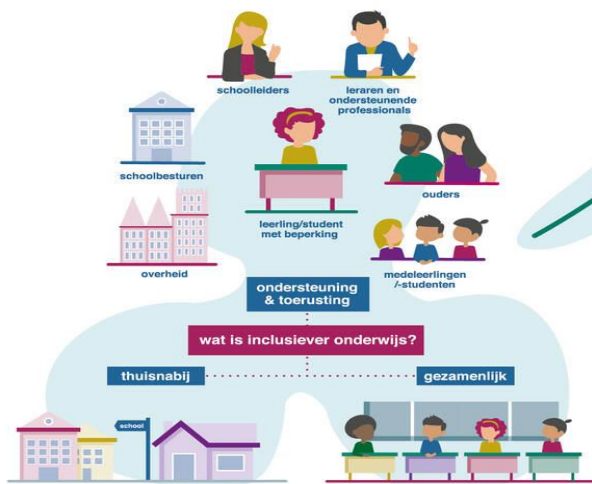 schoolleiders
leraren en
ondersteunende
professionals
schoolbesturen
ouders
leerling/student
met beperking
overheid
medeleerlingen
/-studenten
ondersteuning
& toerusting
wat is inclusiever onderwijs?
thuisnabij
gezamenlijk
school